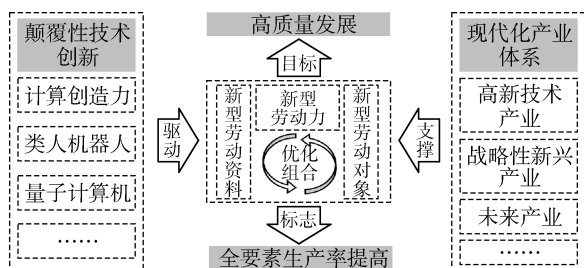 颠覆性技术
创新
计算创造力
类人机器人
量子计算机
……
驱动
高质量发展
目标
新型劳动资料
新型
劳动力
新型劳动对象
优化
组合
标志
全要素生产率提高
支撑
现代化产业
体系
高新技术
产业
战略性新兴
产业
未来产业
……